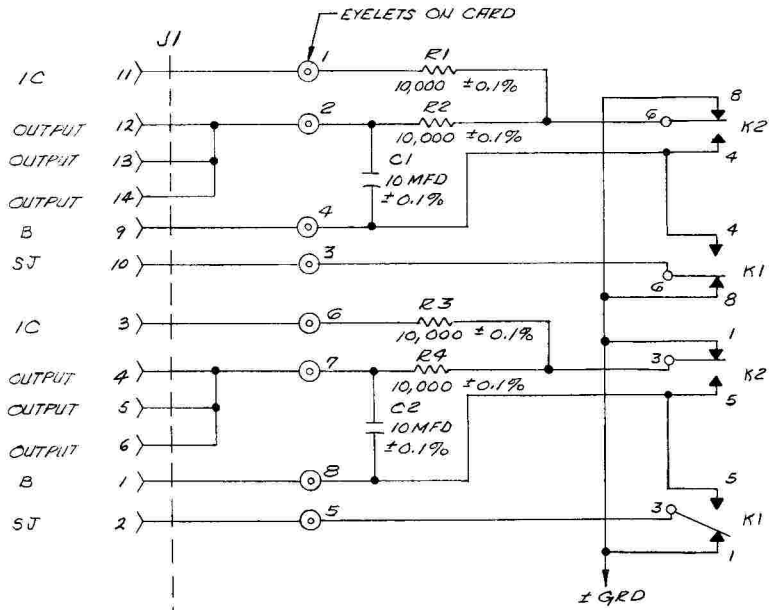 EYELETS ON CARD
J1
IC 11 1 R1
10,000 ±0.1%
8
OUTPUT 12 2 R2 6 K2
10,000 ±0.1%
OUTPUT 13
C1
10 MFD
±0.1%
4
OUTPUT 14
B 9 4
4
SJ 10 3
6 K1
8
IC 3 6 R3
10,000 ±0.1%
1
OUTPUT 4 7 R4 3 K2
10,000 ±0.1%
OUTPUT 5
C2
10 MFD
±0.1%
5
OUTPUT 6
B 1 8
5
SJ 2 5 3 K1
1
± GRD